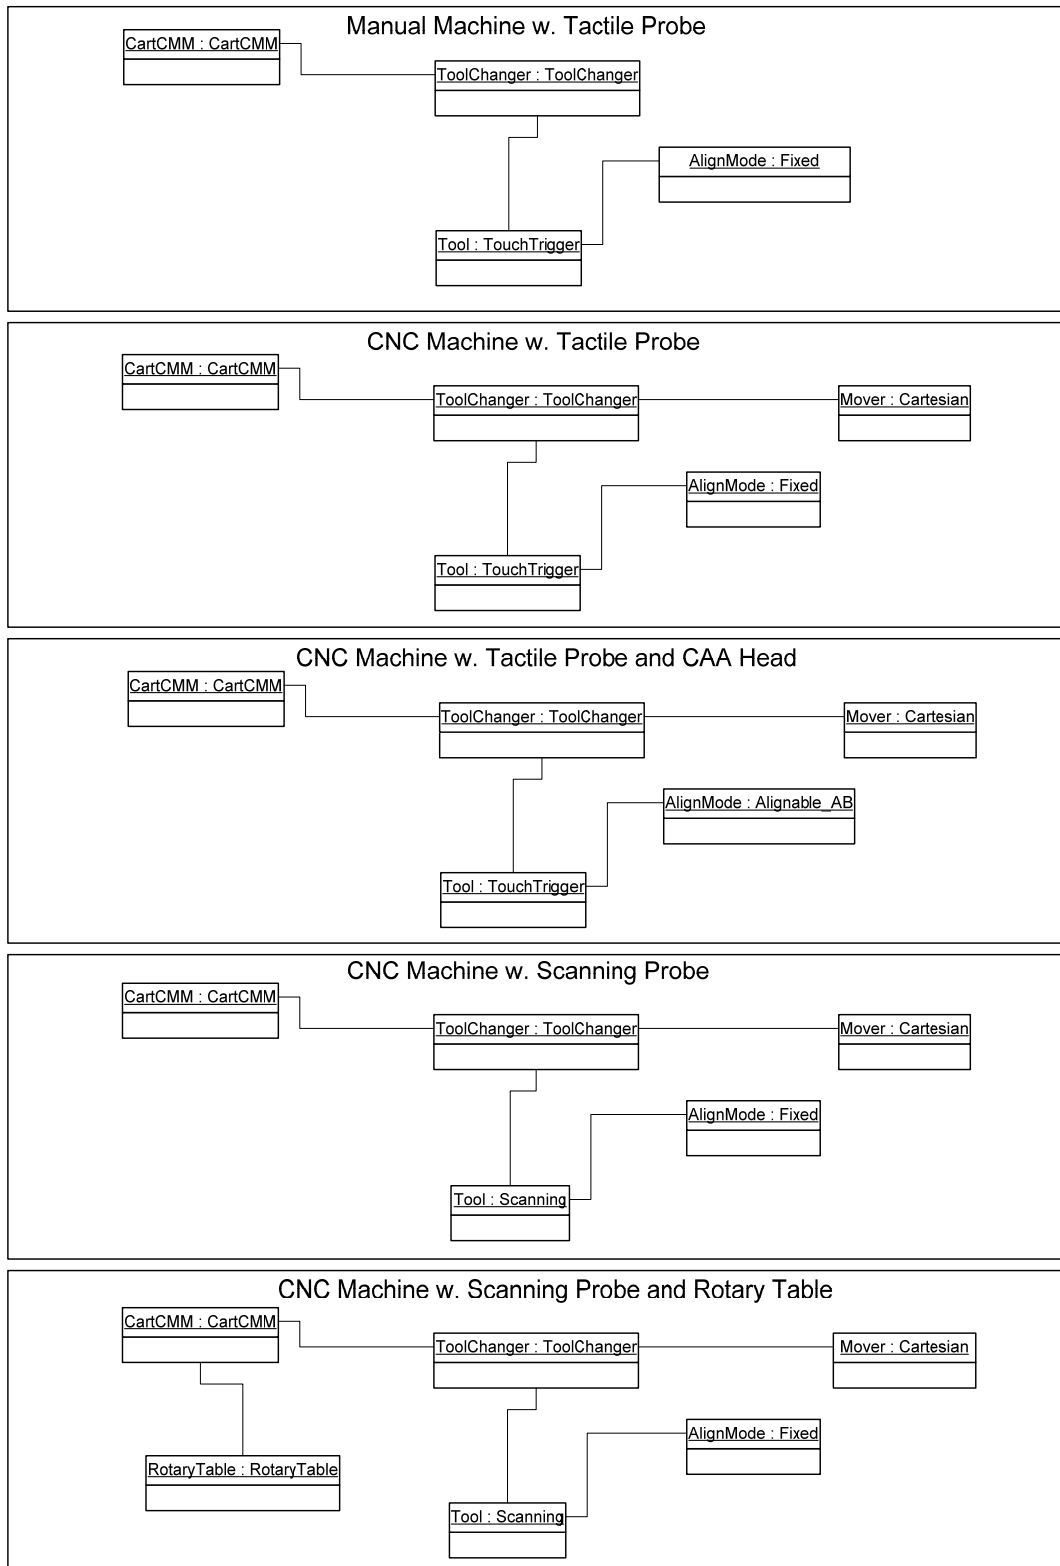 Manual Machine w. Tactile Probe
CartCMM : CartCMM
ToolChanger : ToolChanger
AlignMode : Fixed
Tool : TouchTrigger
CNC Machine w. Tactile Probe
CartCMM : CartCMM
ToolChanger : ToolChanger
Mover : Cartesian
AlignMode : Fixed
Tool : TouchTrigger
CNC Machine w. Tactile Probe and CAA Head
CartCMM : CartCMM
ToolChanger : ToolChanger
Mover : Cartesian
AlignMode : Alignable_AB
Tool : TouchTrigger
CNC Machine w. Scanning Probe
CartCMM : CartCMM
ToolChanger : ToolChanger
Mover : Cartesian
AlignMode : Fixed
Tool : Scanning
CNC Machine w. Scanning Probe and Rotary Table
CartCMM : CartCMM
ToolChanger : ToolChanger
Mover : Cartesian
AlignMode : Fixed
RotaryTable : RotaryTable
Tool : Scanning